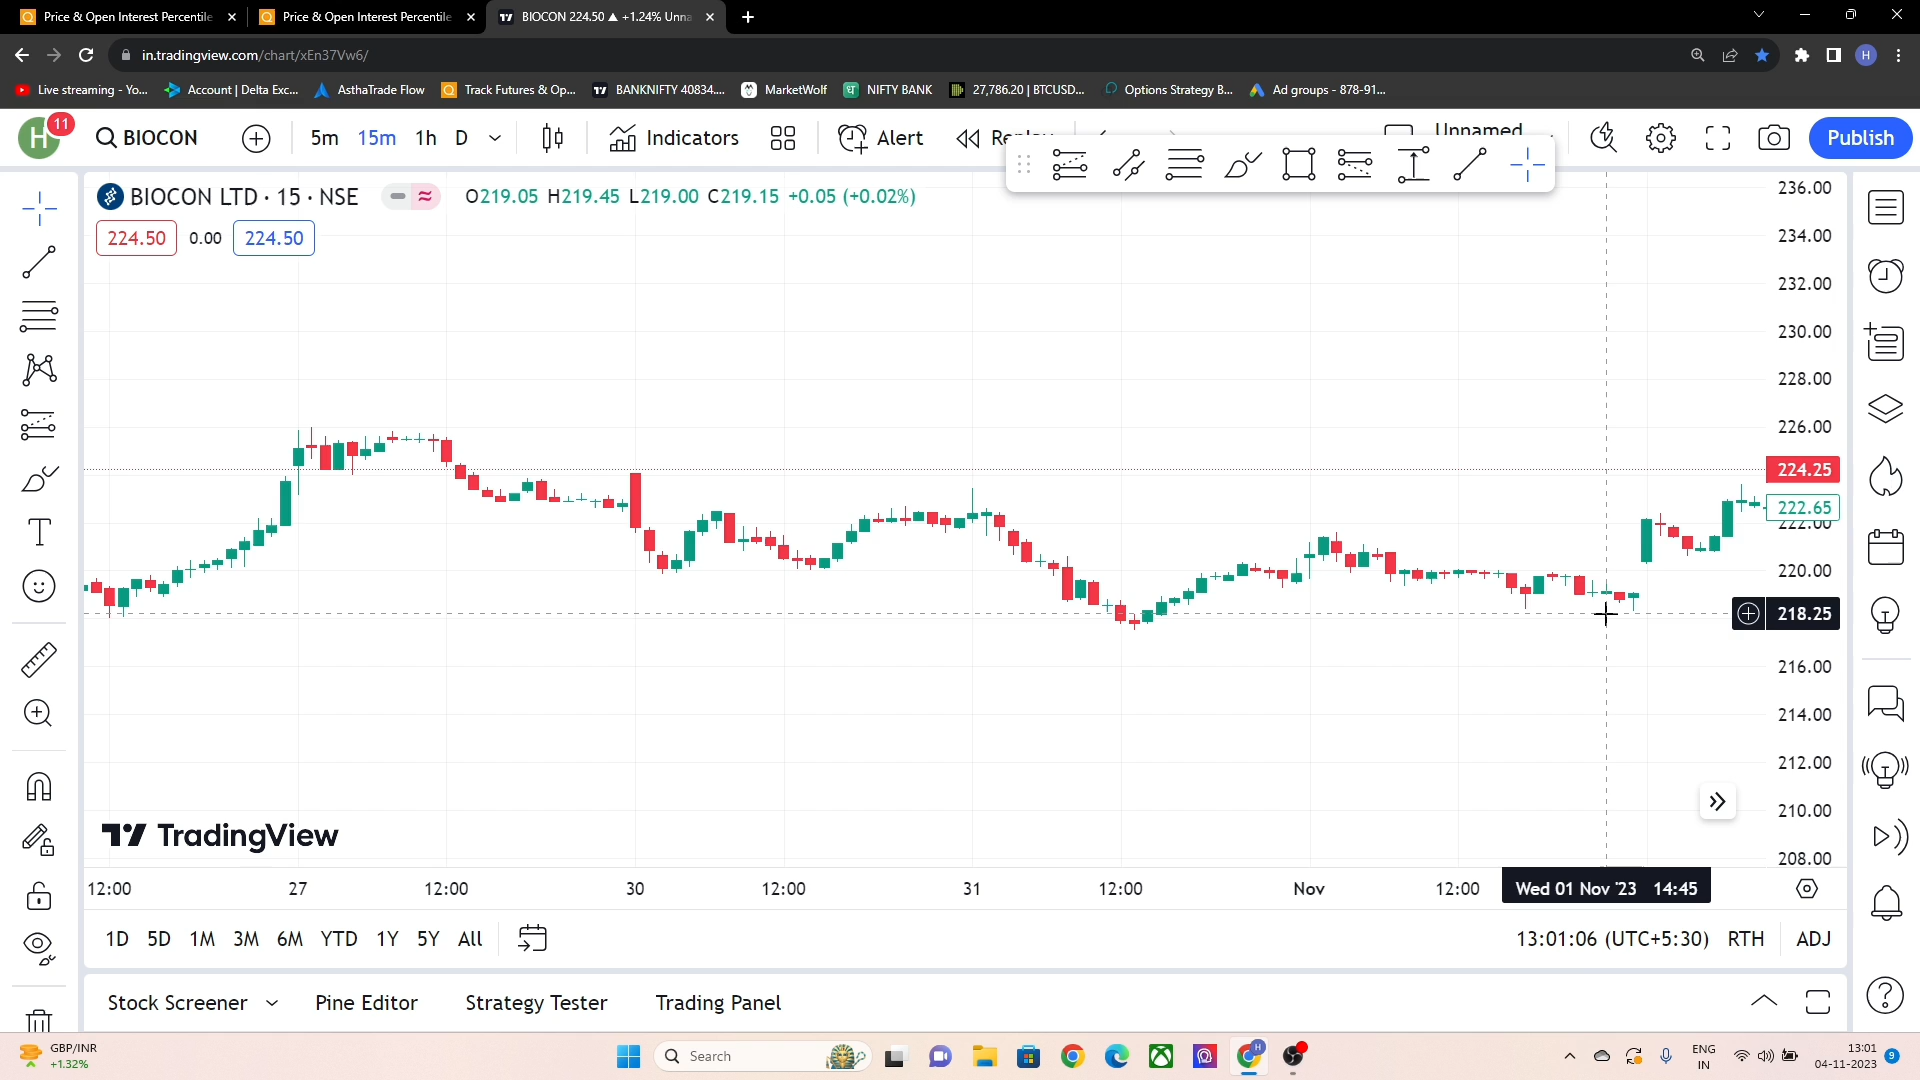 Price & Open Interest Percentile
Price & Open Interest Percentile
BIOCON 224.50 ▲ +1.24% Unna
in.tradingview.com/chart/xEn37Vw6/
Live streaming - Yo...
Account | Delta Exc...
AsthaTrade Flow
Track Futures & Op...
BANKNIFTY 40834....
MarketWolf
NIFTY BANK
27,786.20 | BTCUSD...
Options Strategy B...
Ad groups - 878-91...
H 11
BIOCON
5m 15m 1h D
Indicators
Alert
Unnamed
Publish
BIOCON LTD · 15 · NSE
O219.05 H219.45 L219.00 C219.15 +0.05 (+0.02%)
224.50 0.00 224.50
236.00
234.00
232.00
230.00
228.00
226.00
224.25
222.65
222.00
220.00
218.25
216.00
214.00
212.00
210.00
208.00
TradingView
12:00 27 12:00 30 12:00 31 12:00 Nov 12:00 Wed 01 Nov '23 14:45
1D 5D 1M 3M 6M YTD 1Y 5Y All
13:01:06 (UTC+5:30) RTH ADJ
Stock Screener Pine Editor Strategy Tester Trading Panel
GBP/INR
+1.32%
Search
ENG
IN
13:01
04-11-2023
9